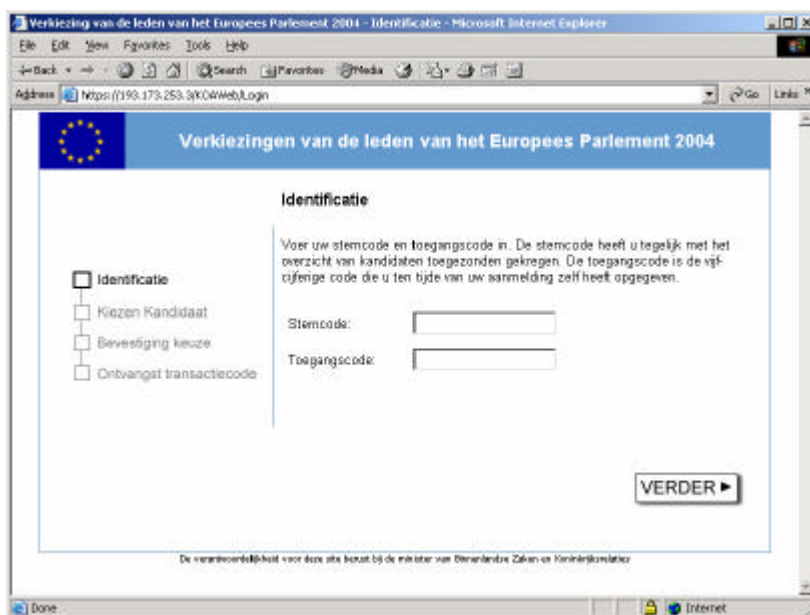 Verkiezing van de leden van het Europees Parlement 2004 - Identificatie - Microsoft Internet Explorer
File Edit View Favorites Tools Help
Back Search Favorites Media
Address https://193.173.253.3/KOAWeb/Login Go Links »
Verkiezingen van de leden van het Europees Parlement 2004
Identificatie
Voer uw stemcode en toegangscode in. De stemcode heeft u tegelijk met het
overzicht van kandidaten toegezonden gekregen. De toegangscode is de vijf-
cijferige code die u ten tijde van uw aanmelding zelf heeft opgegeven.
Identificatie
Kiezen Kandidaat
Bevestiging keuze
Ontvangst transactiecode
Stemcode:
Toegangscode:
VERDER
De verantwoordelijkheid voor deze site berust bij de minister van Binnenlandse Zaken en Koninkrijksrelaties
Done Internet